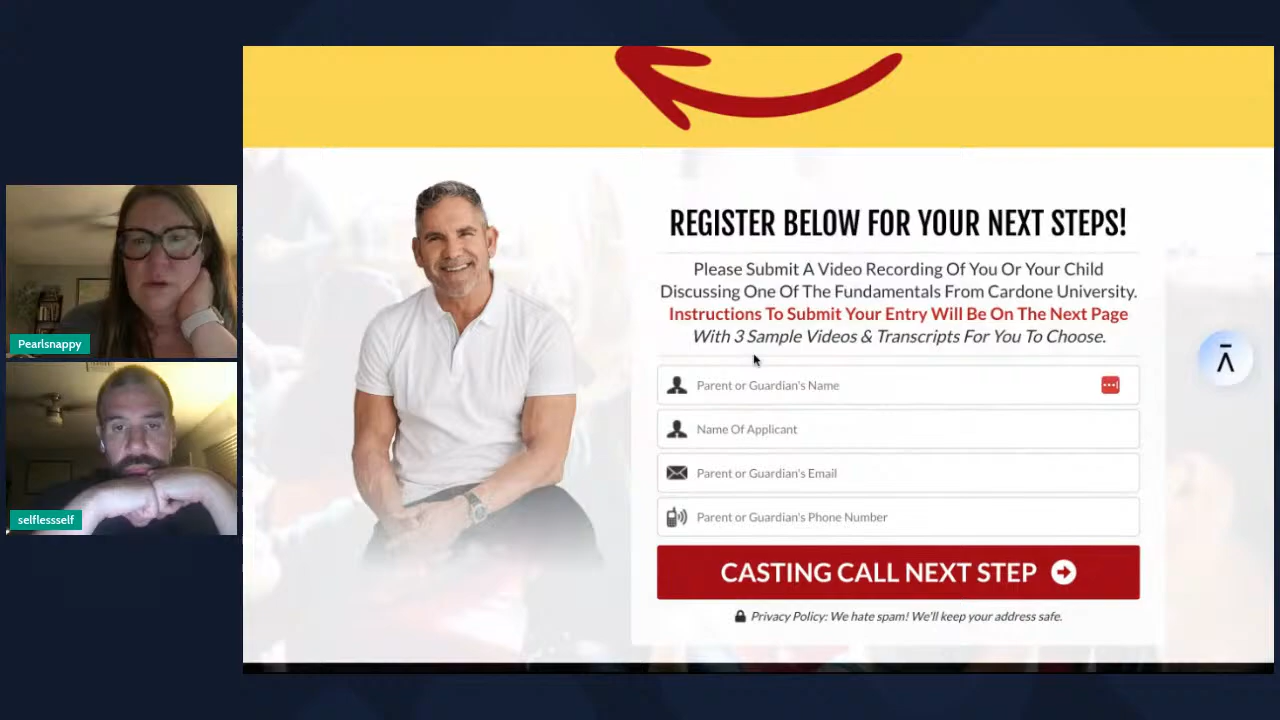 REGISTER BELOW FOR YOUR NEXT STEPS!
Please Submit A Video Recording Of You Or Your Child
Discussing One Of The Fundamentals From Cardone University.
Instructions To Submit Your Entry Will Be On The Next Page
With 3 Sample Videos & Transcripts For You To Choose.
Parent or Guardian's Name
Name Of Applicant
Parent or Guardian's Email
Parent or Guardian's Phone Number
CASTING CALL NEXT STEP
Privacy Policy: We hate spam! We'll keep your address safe.
Pearlsnappy
selflessself